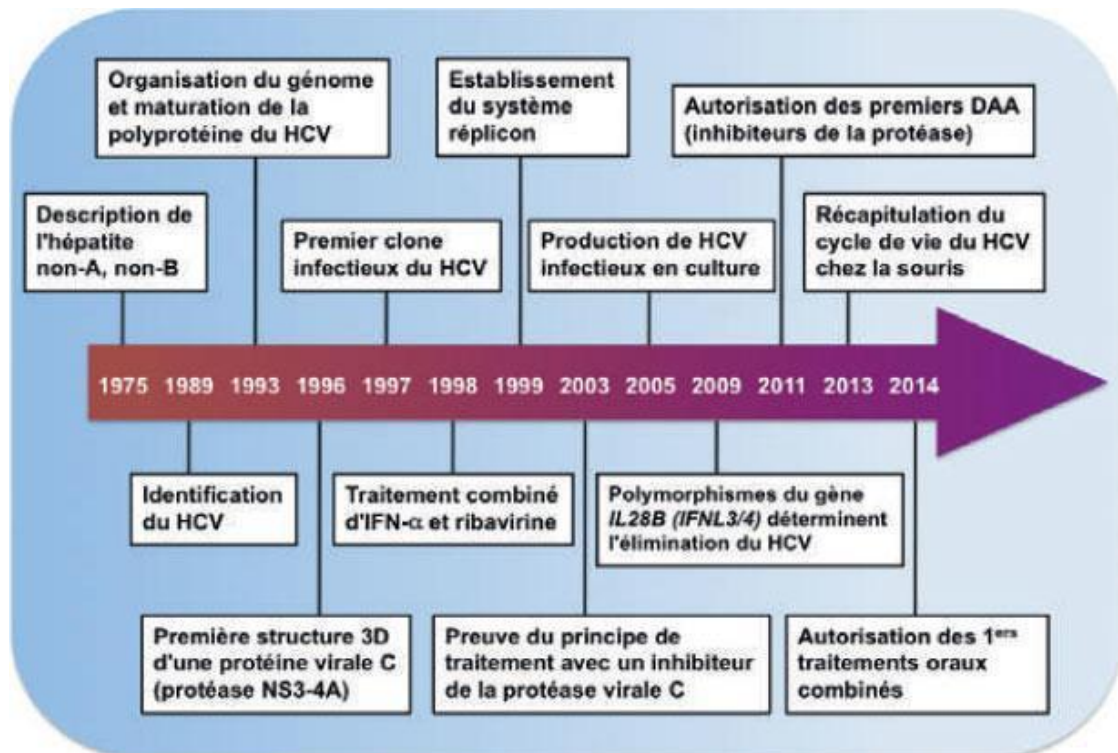 Organisation du génome
et maturation de la
polyprotéine du HCV
Etablissement
du système
réplicon
Autorisation des premiers DAA
(inhibiteurs de la protéase)
Description de
l'hépatite
non-A, non-B
Premier clone
infectieux du HCV
Production de HCV
infectieux en culture
Récapitulation du
cycle de vie du HCV
chez la souris
1975 1989 1993 1996 1997 1998 1999 2003 2005 2009 2011 2013 2014
Identification
du HCV
Traitement combiné
d'IFN-α et ribavirine
Polymorphismes du gène
IL28B (IFNL3/4) déterminent
l'élimination du HCV
Première structure 3D
d'une protéine virale C
(protéase NS3-4A)
Preuve du principe de
traitement avec un inhibiteur
de la protéase virale C
Autorisation des 1ers
traitements oraux
combinés